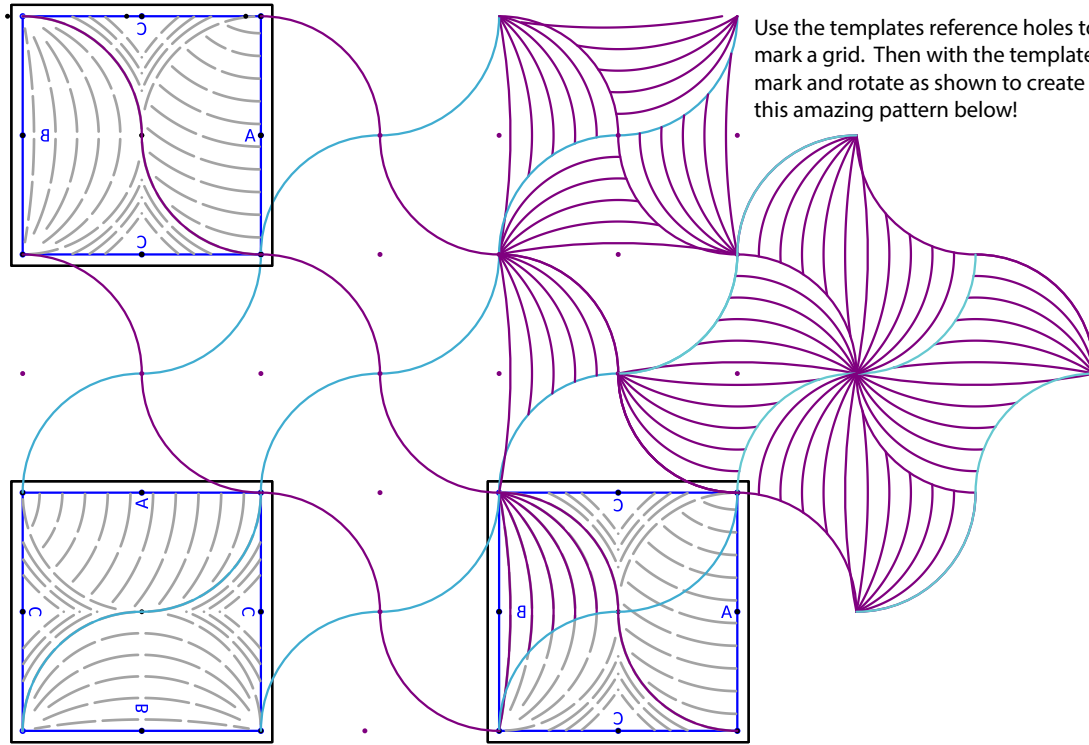 Use the templates reference holes to
mark a grid. Then with the template
mark and rotate as shown to create
this amazing pattern below!
C
B
A
C
A
C
C
B
C
B
A
C